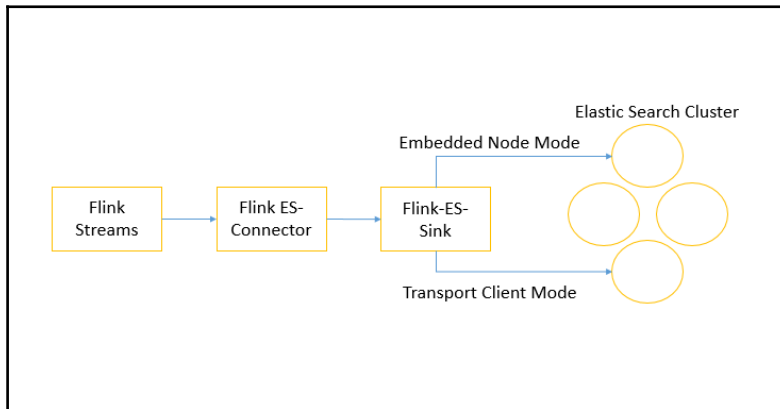 Elastic Search Cluster
Embedded Node Mode
Flink
Streams
Flink ES-
Connector
Flink-ES-
Sink
Transport Client Mode